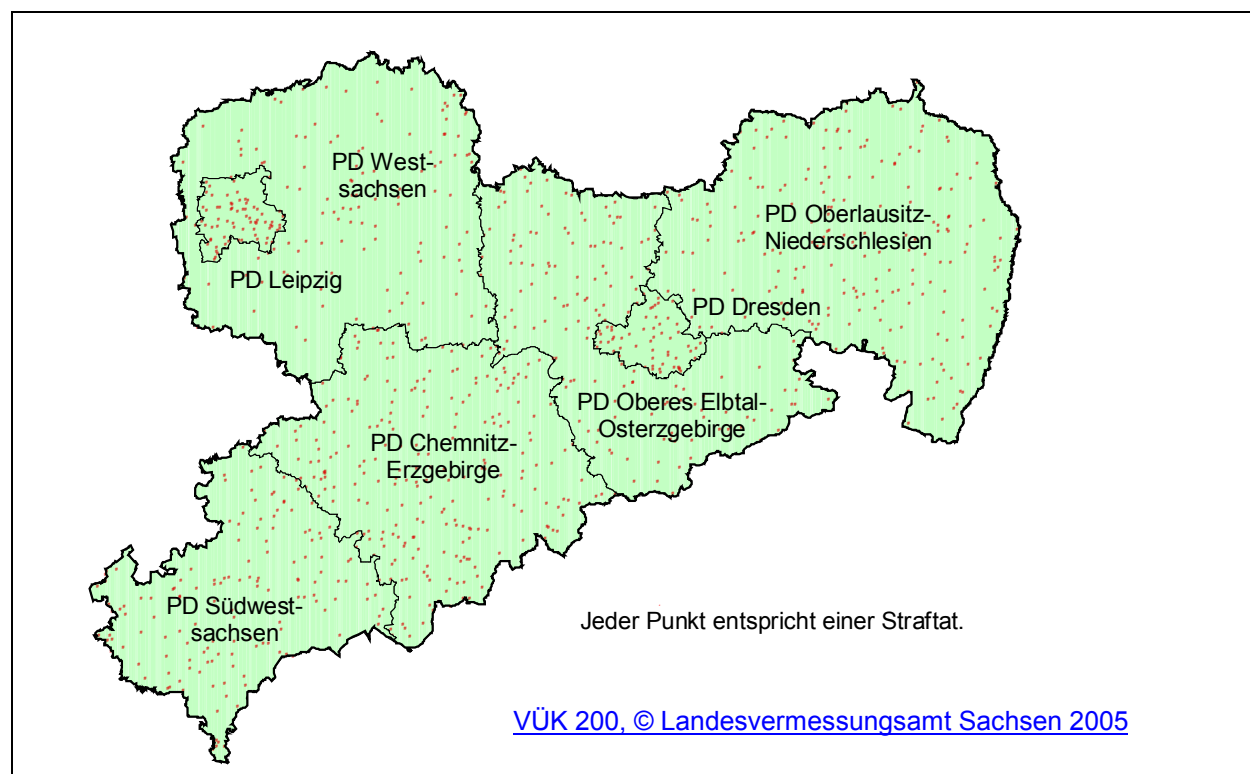 PD West-
sachsen
PD Oberlausitz-
Niederschlesien
PD Leipzig
PD Dresden
PD Oberes Elbtal-
Osterzgebirge
PD Chemnitz-
Erzgebirge
PD Südwest-
sachsen
Jeder Punkt entspricht einer Straftat.
VÜK 200, © Landesvermessungsamt Sachsen 2005